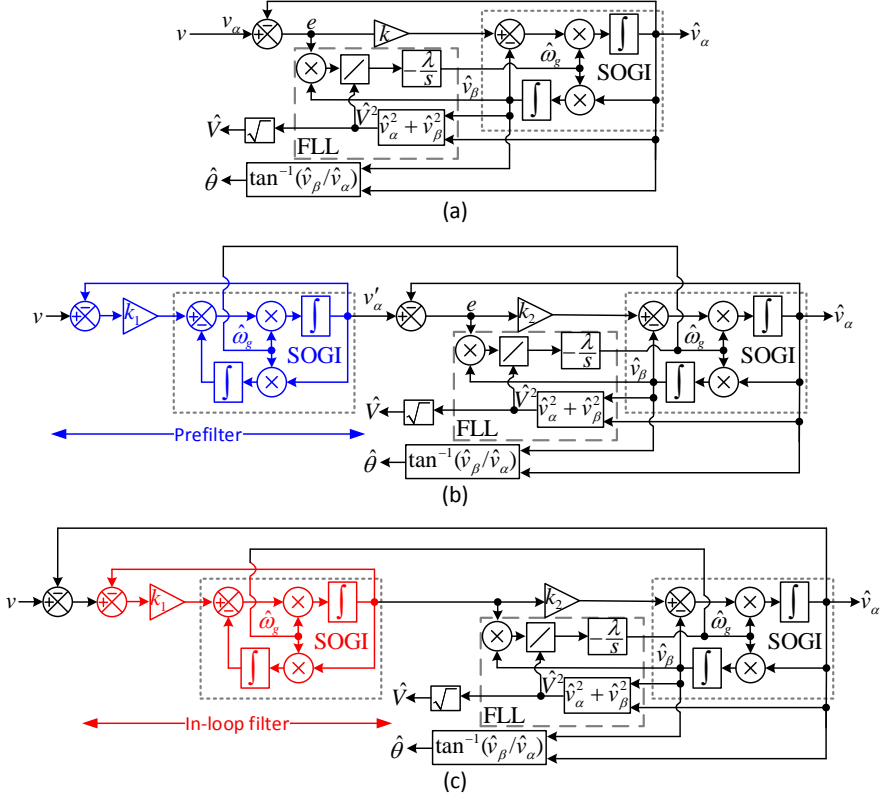 v v_α e k ∫ v̂_α
ω̂_g SOGI
× ÷ −λ/s v̂_β ∫
V̂ √ V̂² v̂_α² + v̂_β²
FLL
θ̂ tan⁻¹(v̂_β/v̂_α)
(a)
v k₁ ∫ v′_α e k₂ ∫ v̂_α
ω̂_g SOGI −λ/s ω̂_g SOGI
∫ v̂_β ∫
V̂ √ V̂² v̂_α² + v̂_β²
Prefilter FLL
θ̂ tan⁻¹(v̂_β/v̂_α)
(b)
v k₁ ∫ k₂ ∫ v̂_α
ω̂_g SOGI −λ/s ω̂_g SOGI
∫ v̂_β ∫
V̂ √ V̂² v̂_α² + v̂_β²
In-loop filter FLL
θ̂ tan⁻¹(v̂_β/v̂_α)
(c)